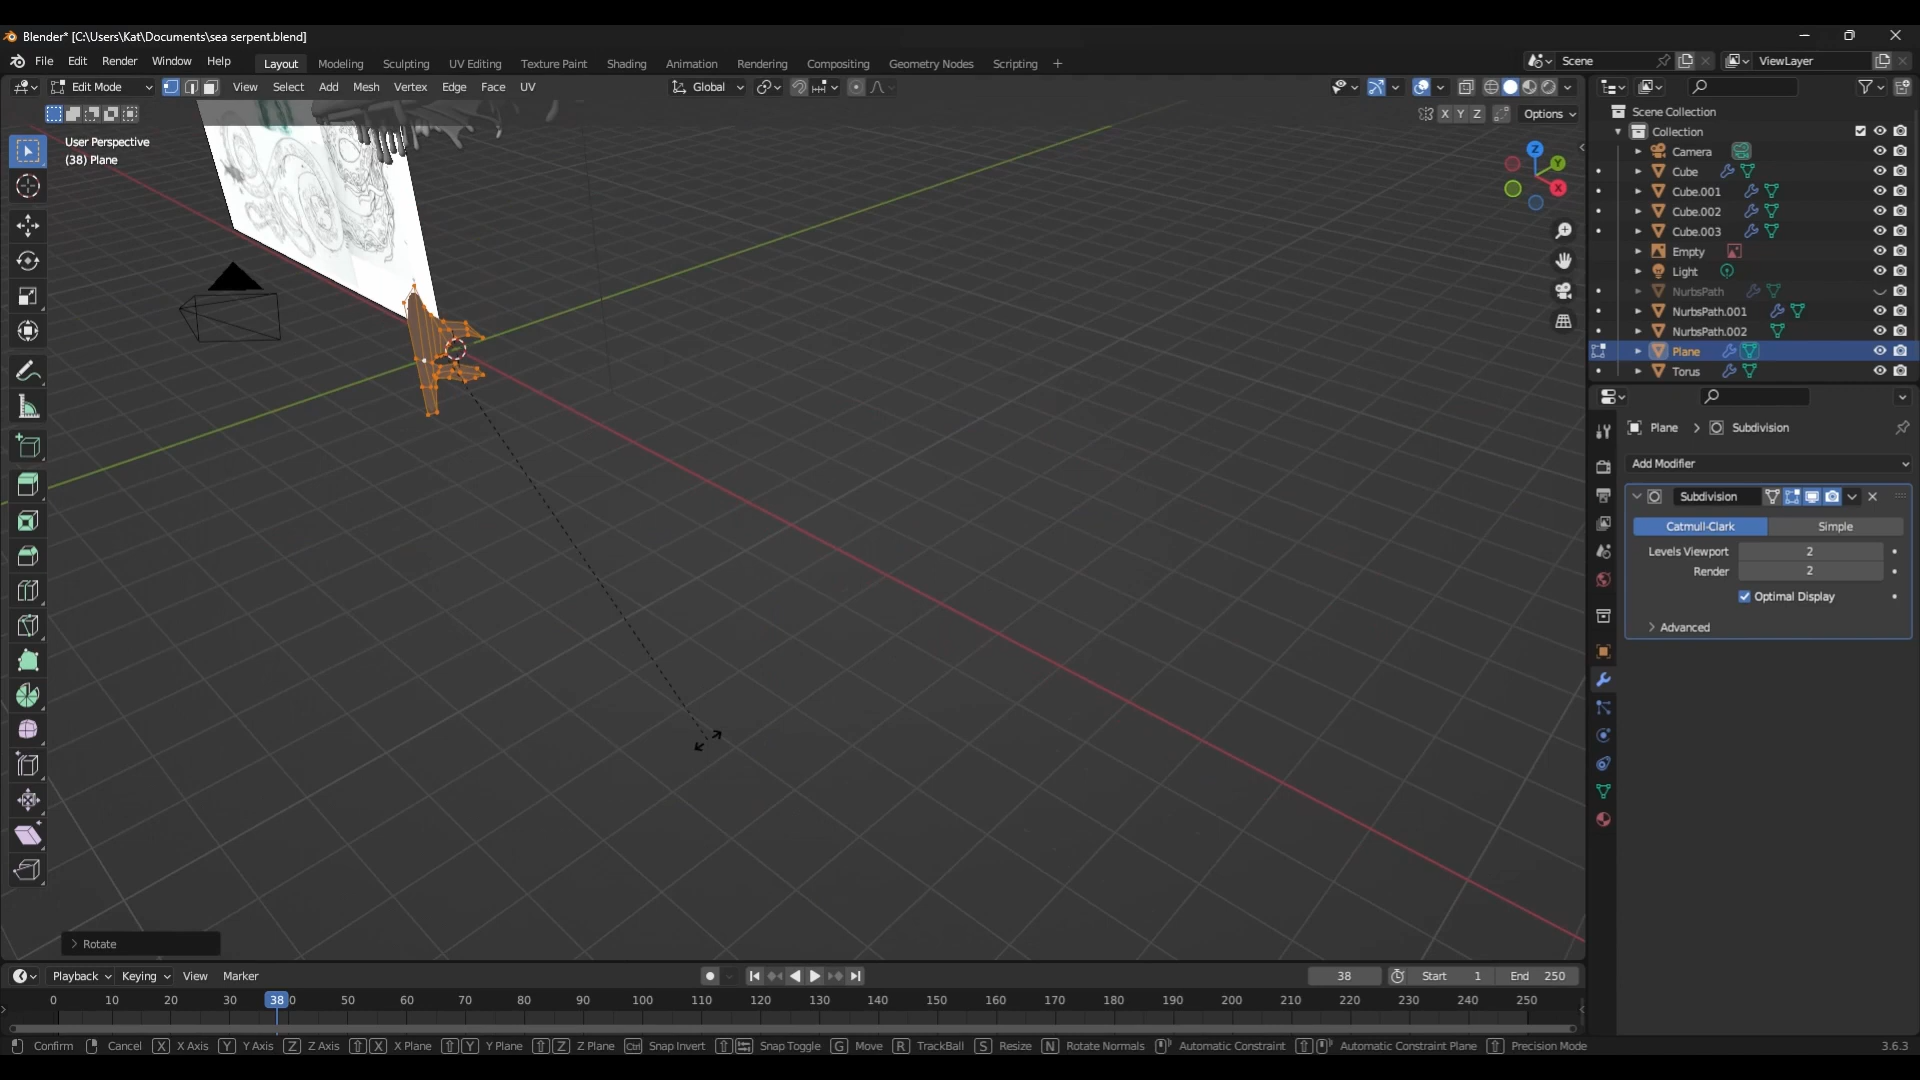 Blender* [C:\Users\Kat\Documents\sea serpent.blend]
File Edit Render Window Help
Layout Modeling Sculpting UV Editing Texture Paint Shading Animation Rendering Compositing Geometry Nodes Scripting +
Scene
ViewLayer
Edit Mode View Select Add Mesh Vertex Edge Face UV
Global
X Y Z Options
User Perspective
(38) Plane
Z
Y
X
Scene Collection
Collection
Camera
Cube
Cube.001
Cube.002
Cube.003
Empty
Light
NurbsPath
NurbsPath.001
NurbsPath.002
Plane
Torus
Plane > Subdivision
Add Modifier
Subdivision
Catmull-Clark Simple
Levels Viewport 2
Render 2
Optimal Display
Advanced
Rotate
Playback Keying View Marker
38 Start 1 End 250
0 10 20 30 38 0 50 60 70 80 90 100 110 120 130 140 150 160 170 180 190 200 210 220 230 240 250
Confirm Cancel X X Axis Y Y Axis Z Z Axis X X Plane Y Y Plane Z Z Plane Ctrl Snap Invert Snap Toggle G Move R TrackBall S Resize N Rotate Normals Automatic Constraint Automatic Constraint Plane Precision Mode 3.6.3